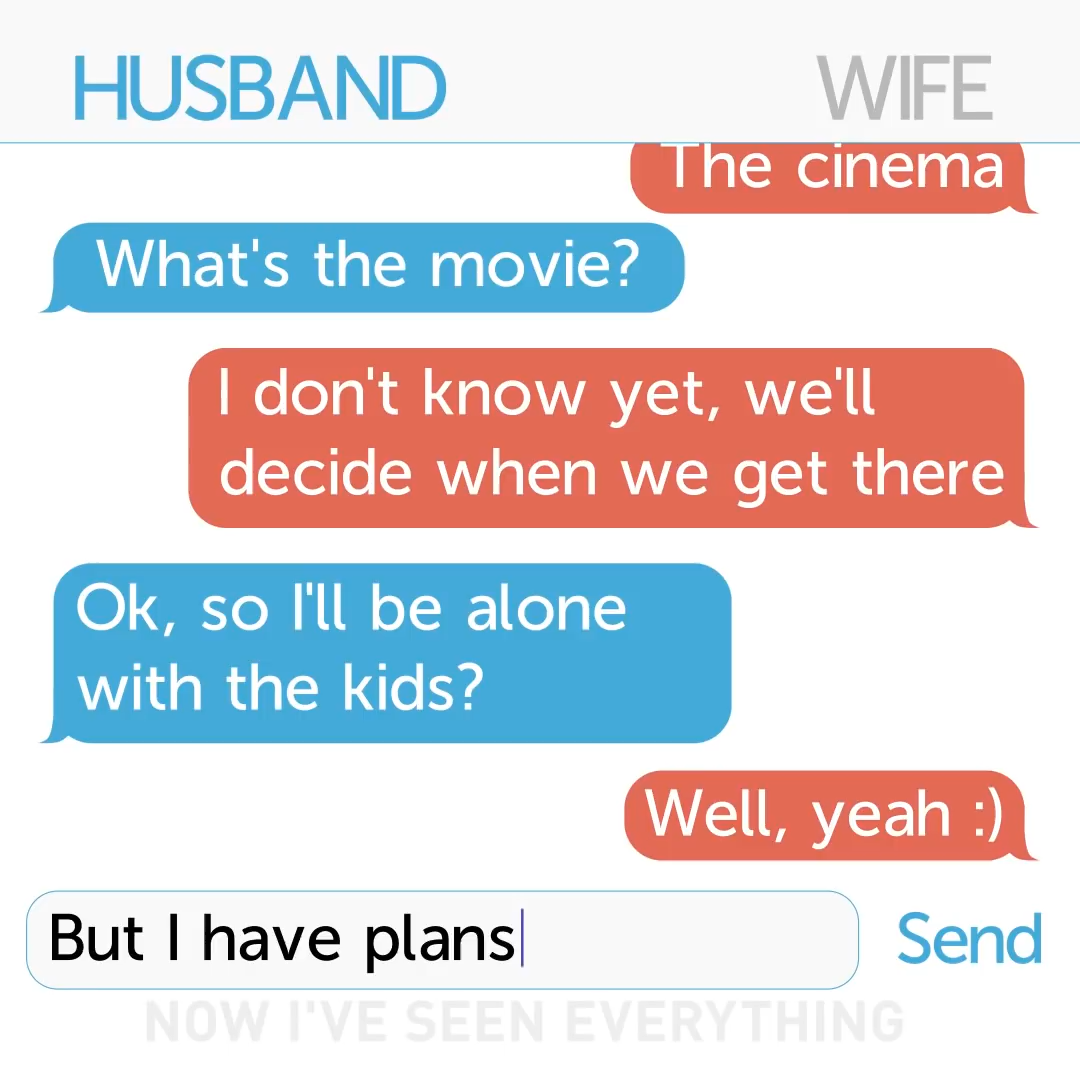 HUSBAND WIFE
The cinema
What's the movie?
I don't know yet, we'll
decide when we get there
Ok, so I'll be alone
with the kids?
Well, yeah :)
But I have plans
Send
NOW I'VE SEEN EVERYTHING